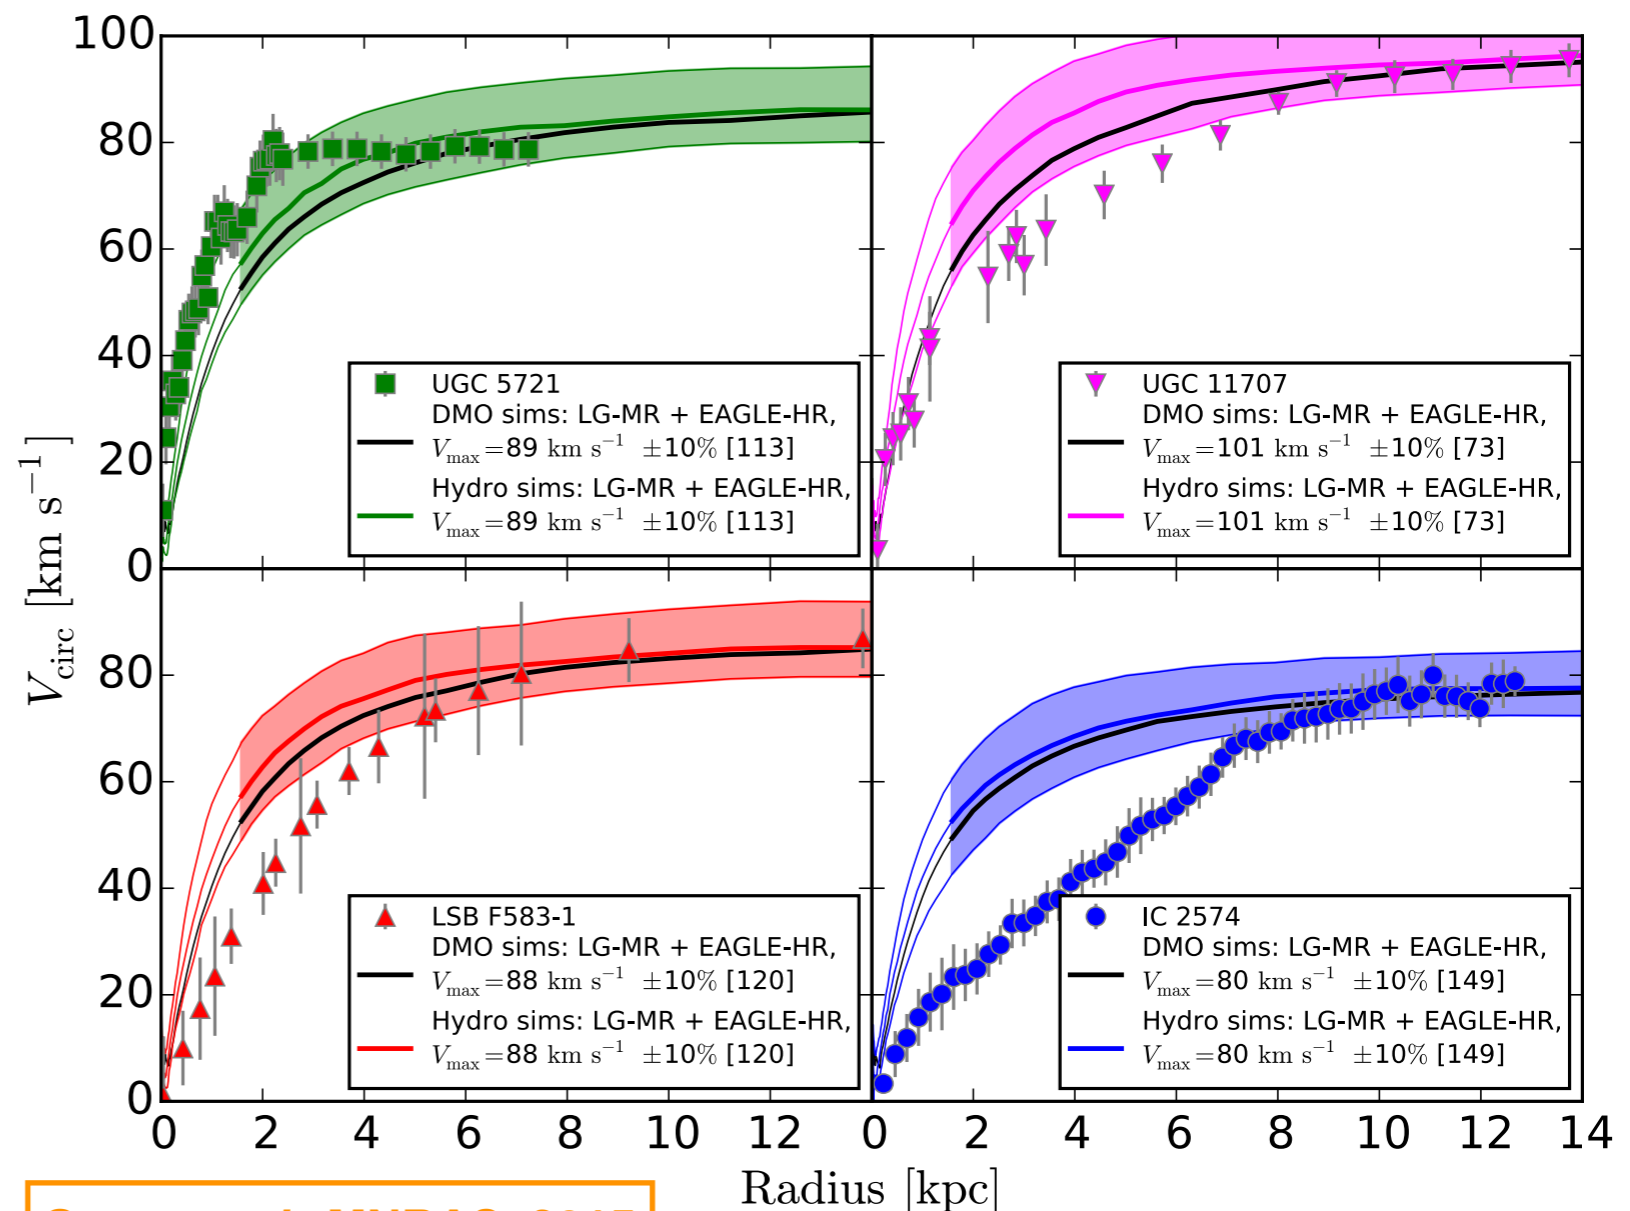 100
80
60
40
20
0
80
60
40
20
0
V_circ [km s⁻¹]
UGC 5721
DMO sims: LG-MR + EAGLE-HR,
V_max=89 km s⁻¹ ±10% [113]
Hydro sims: LG-MR + EAGLE-HR,
V_max=89 km s⁻¹ ±10% [113]
UGC 11707
DMO sims: LG-MR + EAGLE-HR,
V_max=101 km s⁻¹ ±10% [73]
Hydro sims: LG-MR + EAGLE-HR,
V_max=101 km s⁻¹ ±10% [73]
LSB F583-1
DMO sims: LG-MR + EAGLE-HR,
V_max=88 km s⁻¹ ±10% [120]
Hydro sims: LG-MR + EAGLE-HR,
V_max=88 km s⁻¹ ±10% [120]
IC 2574
DMO sims: LG-MR + EAGLE-HR,
V_max=80 km s⁻¹ ±10% [149]
Hydro sims: LG-MR + EAGLE-HR,
V_max=80 km s⁻¹ ±10% [149]
0 2 4 6 8 10 12 0 2 4 6 8 10 12 14
Radius [kpc]